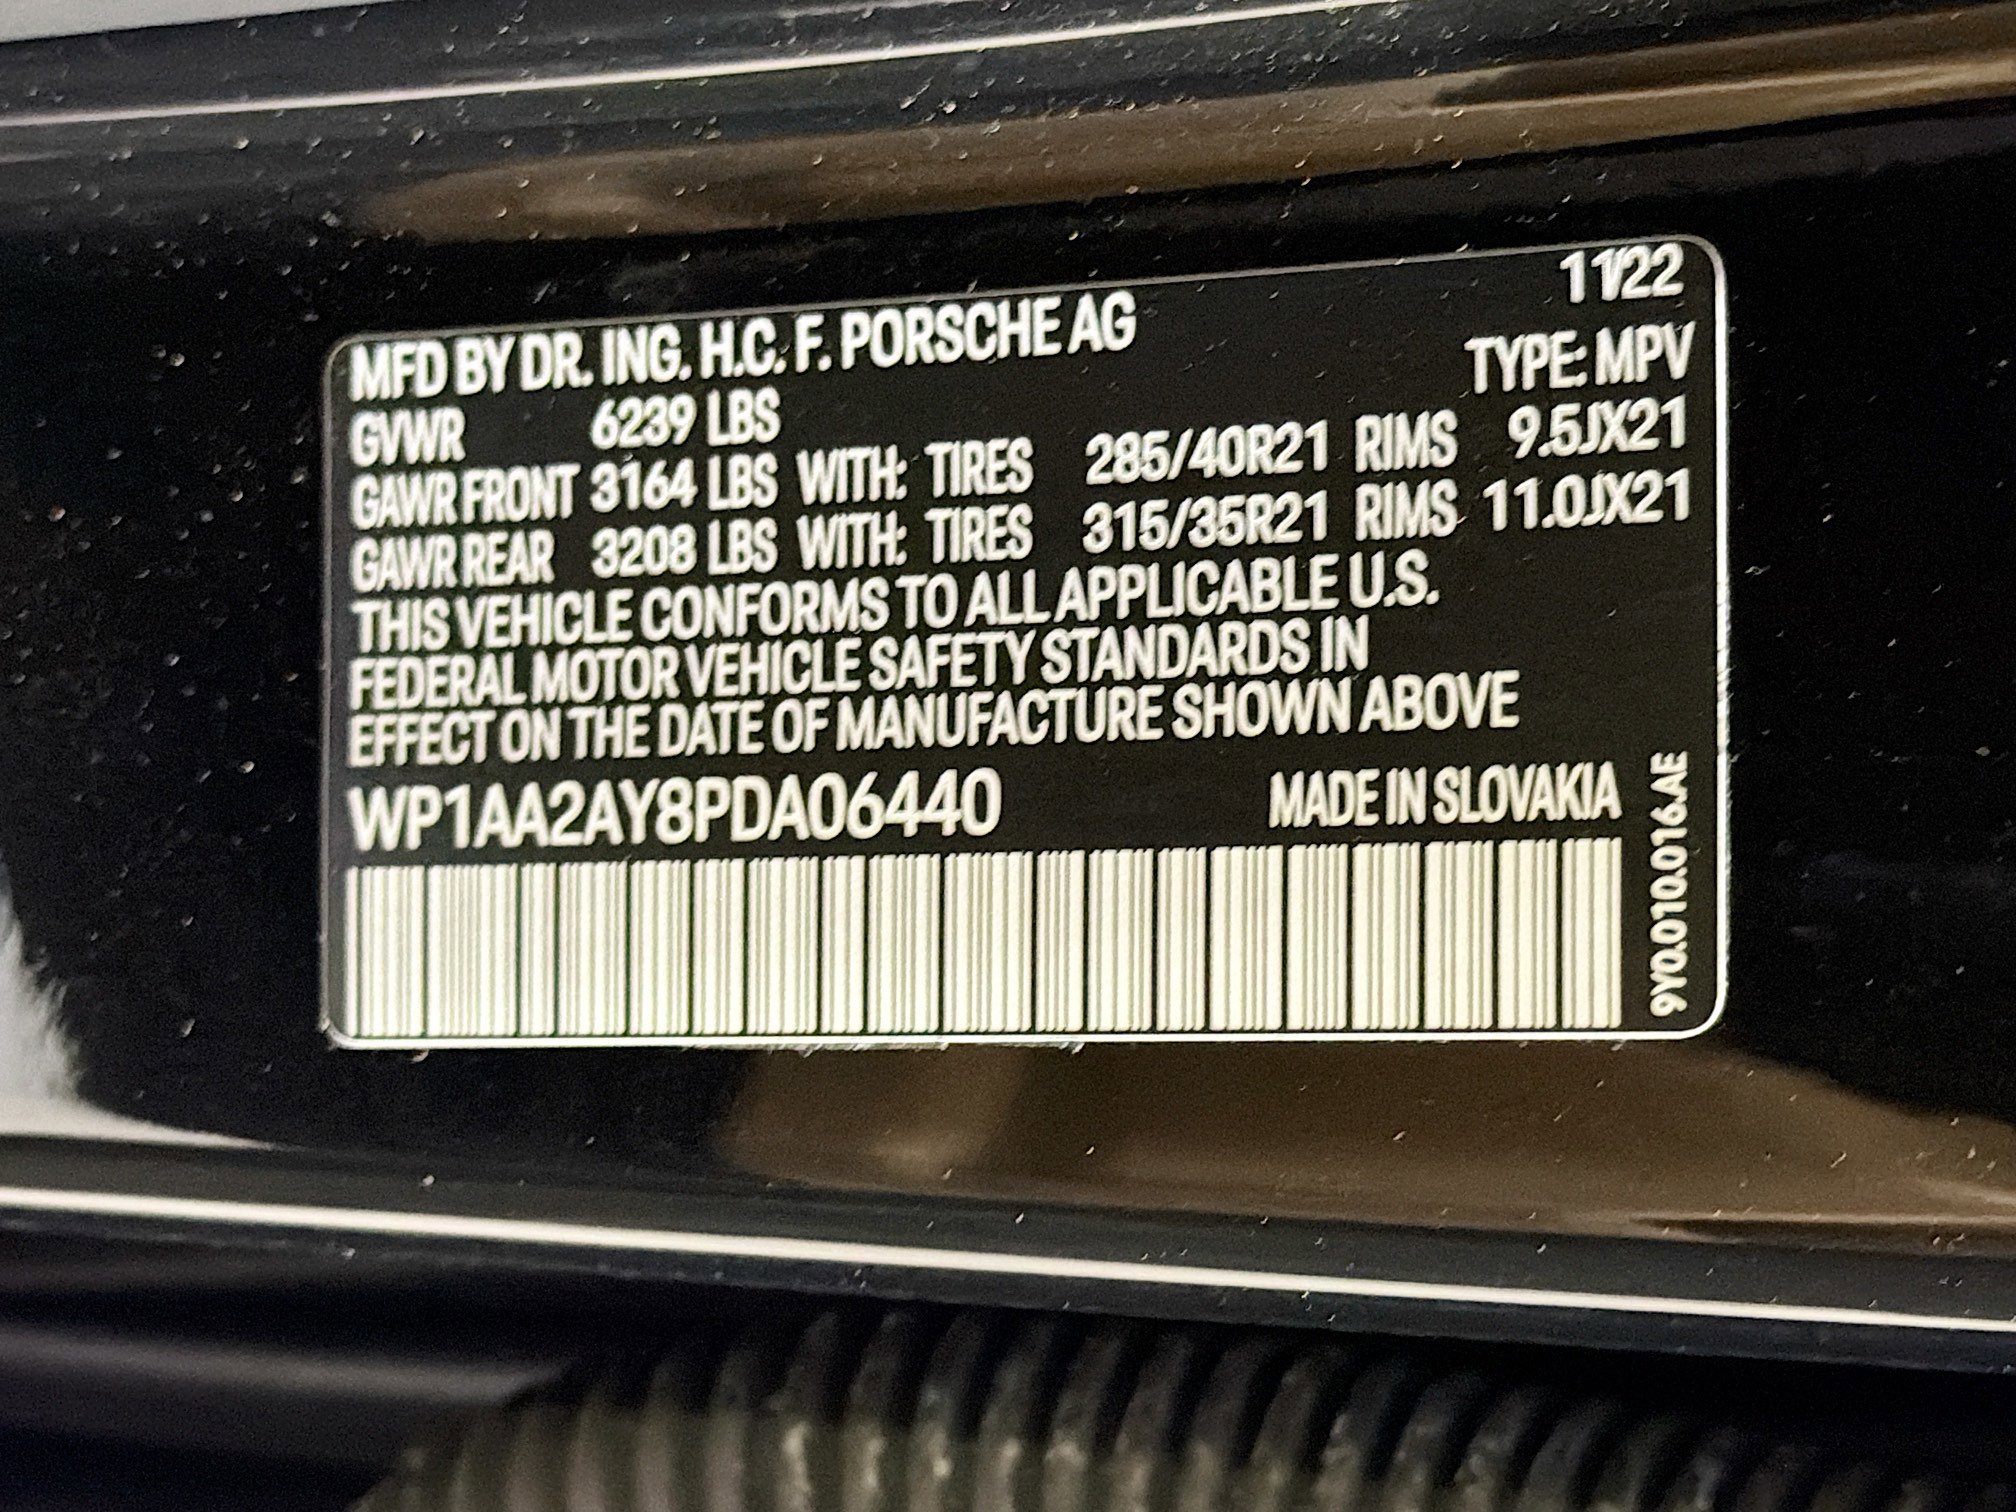 11/22
MFD BY DR. ING. H.C. F. PORSCHE AG
TYPE: MPV
GVWR 6239 LBS
GAWR FRONT 3164 LBS WITH: TIRES 285/40R21 RIMS 9.5JX21
GAWR REAR 3208 LBS WITH: TIRES 315/35R21 RIMS 11.0JX21
THIS VEHICLE CONFORMS TO ALL APPLICABLE U.S.
FEDERAL MOTOR VEHICLE SAFETY STANDARDS IN
EFFECT ON THE DATE OF MANUFACTURE SHOWN ABOVE
WP1AA2AY8PDA06440 MADE IN SLOVAKIA
9Y0.010.016.AE